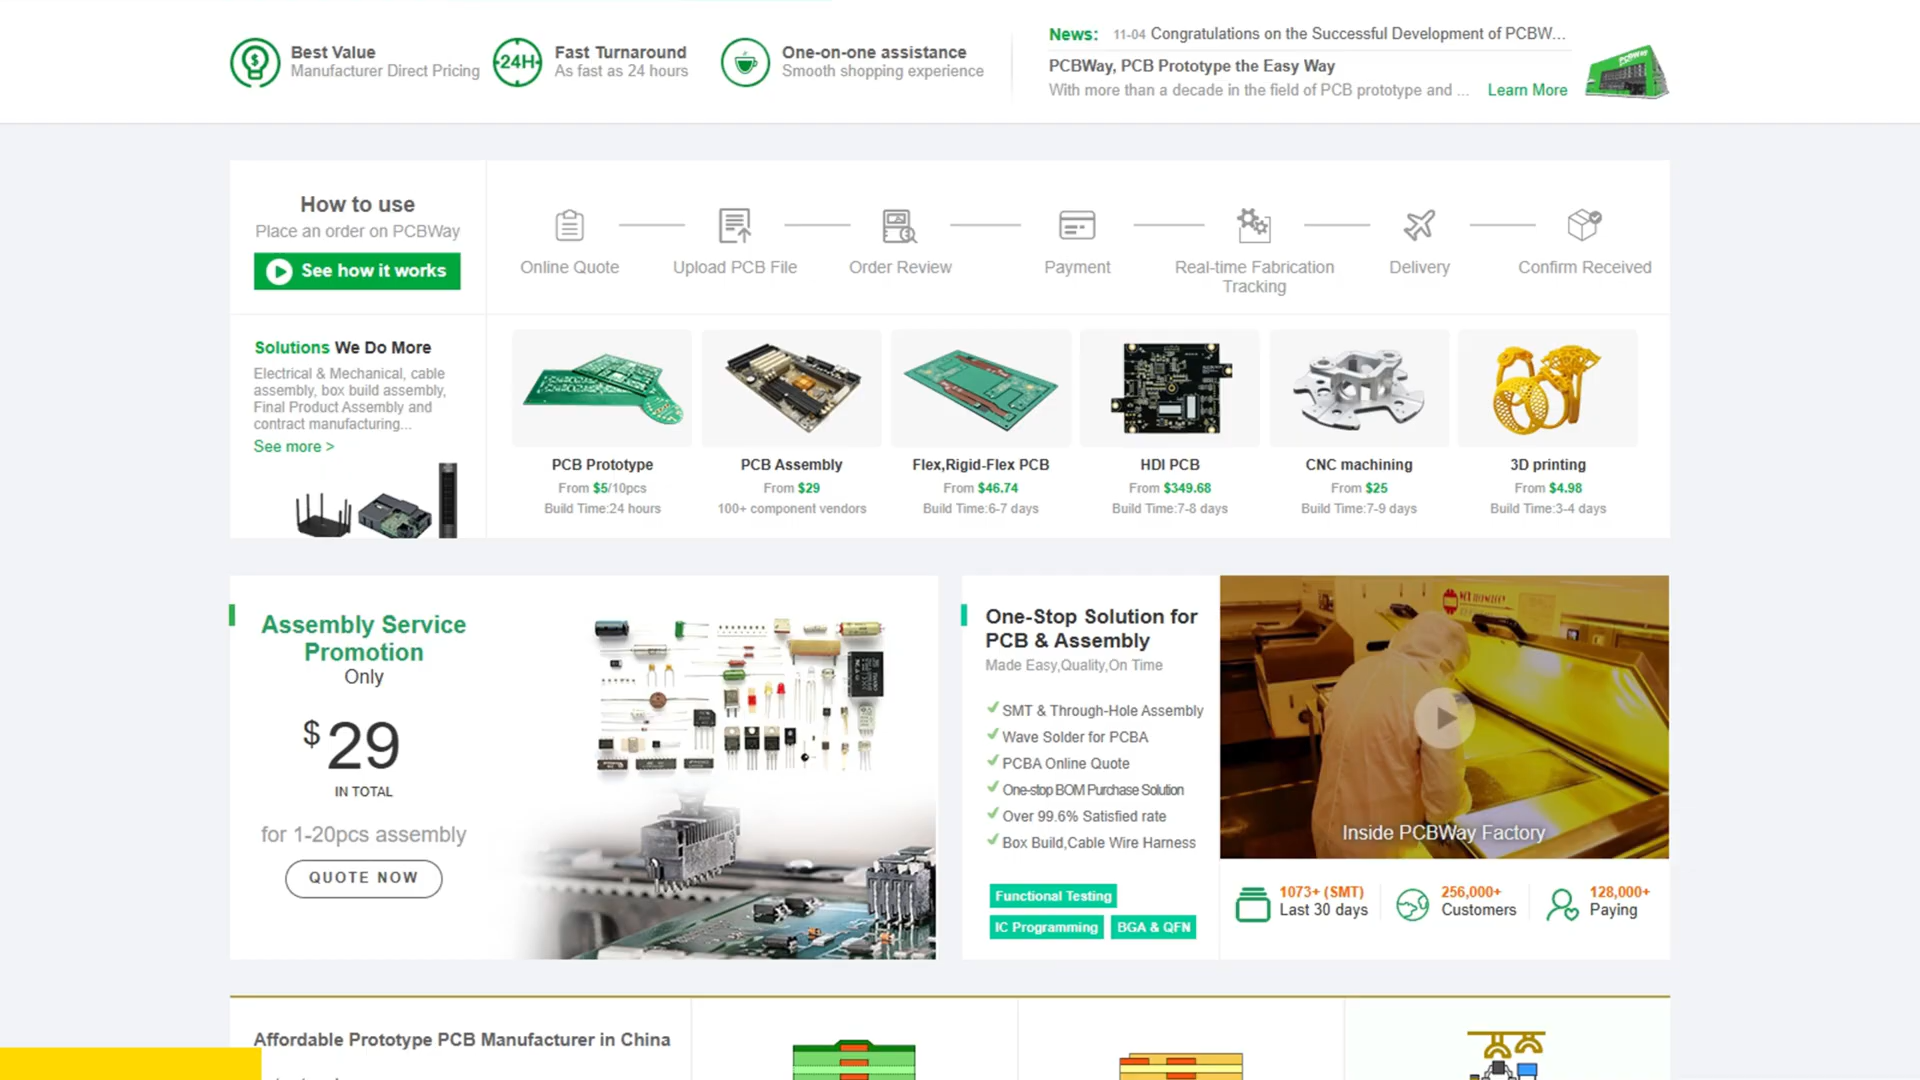 Best Value
Manufacturer Direct Pricing
24H
Fast Turnaround
As fast as 24 hours
One-on-one assistance
Smooth shopping experience
News: 11-04 Congratulations on the Successful Development of PCBW...
PCBWay, PCB Prototype the Easy Way
With more than a decade in the field of PCB prototype and ... Learn More
How to use
Place an order on PCBWay
See how it works
Online Quote
Upload PCB File
Order Review
Payment
Real-time Fabrication
Tracking
Delivery
Confirm Received
Solutions We Do More
Electrical & Mechanical, cable
assembly, box build assembly,
Final Product Assembly and
contract manufacturing...
See more >
PCB Prototype
From $5/10pcs
Build Time:24 hours
PCB Assembly
From $29
100+ component vendors
Flex,Rigid-Flex PCB
From $46.74
Build Time:6-7 days
HDI PCB
From $349.68
Build Time:7-8 days
CNC machining
From $25
Build Time:7-9 days
3D printing
From $4.98
Build Time:3-4 days
Assembly Service
Promotion
Only
$29
IN TOTAL
for 1-20pcs assembly
QUOTE NOW
One-Stop Solution for
PCB & Assembly
Made Easy,Quality,On Time
SMT & Through-Hole Assembly
Wave Solder for PCBA
PCBA Online Quote
One-stop BOM Purchase Solution
Over 99.6% Satisfied rate
Box Build,Cable Wire Harness
Functional Testing
IC Programming
BGA & QFN
Inside PCBWay Factory
1073+ (SMT)
Last 30 days
256,000+
Customers
128,000+
Paying
Affordable Prototype PCB Manufacturer in China